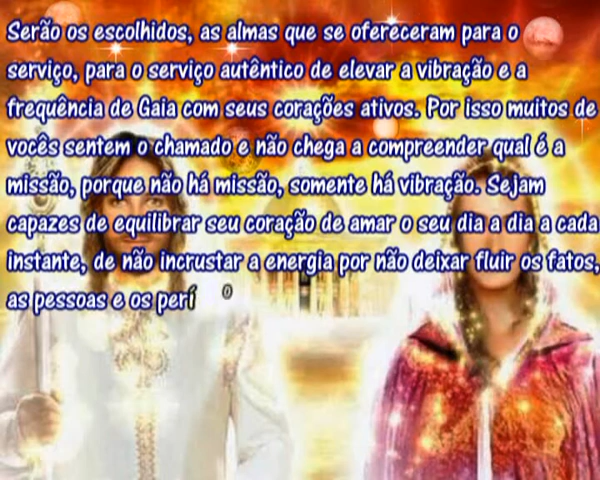 Serão os escolhidos, as almas que se ofereceram para o
serviço, para o serviço autêntico de elevar a vibração e a
frequência de Gaia com seus corações ativos. Por isso muitos de
vocês sentem o chamado e não chega a compreender qual é a
missão, porque não há missão, somente há vibração. Sejam
capazes de equilibrar seu coração de amar o seu dia a dia a cada
instante, de não incrustar a energia por não deixar fluir os fatos,
as pessoas e os perí o